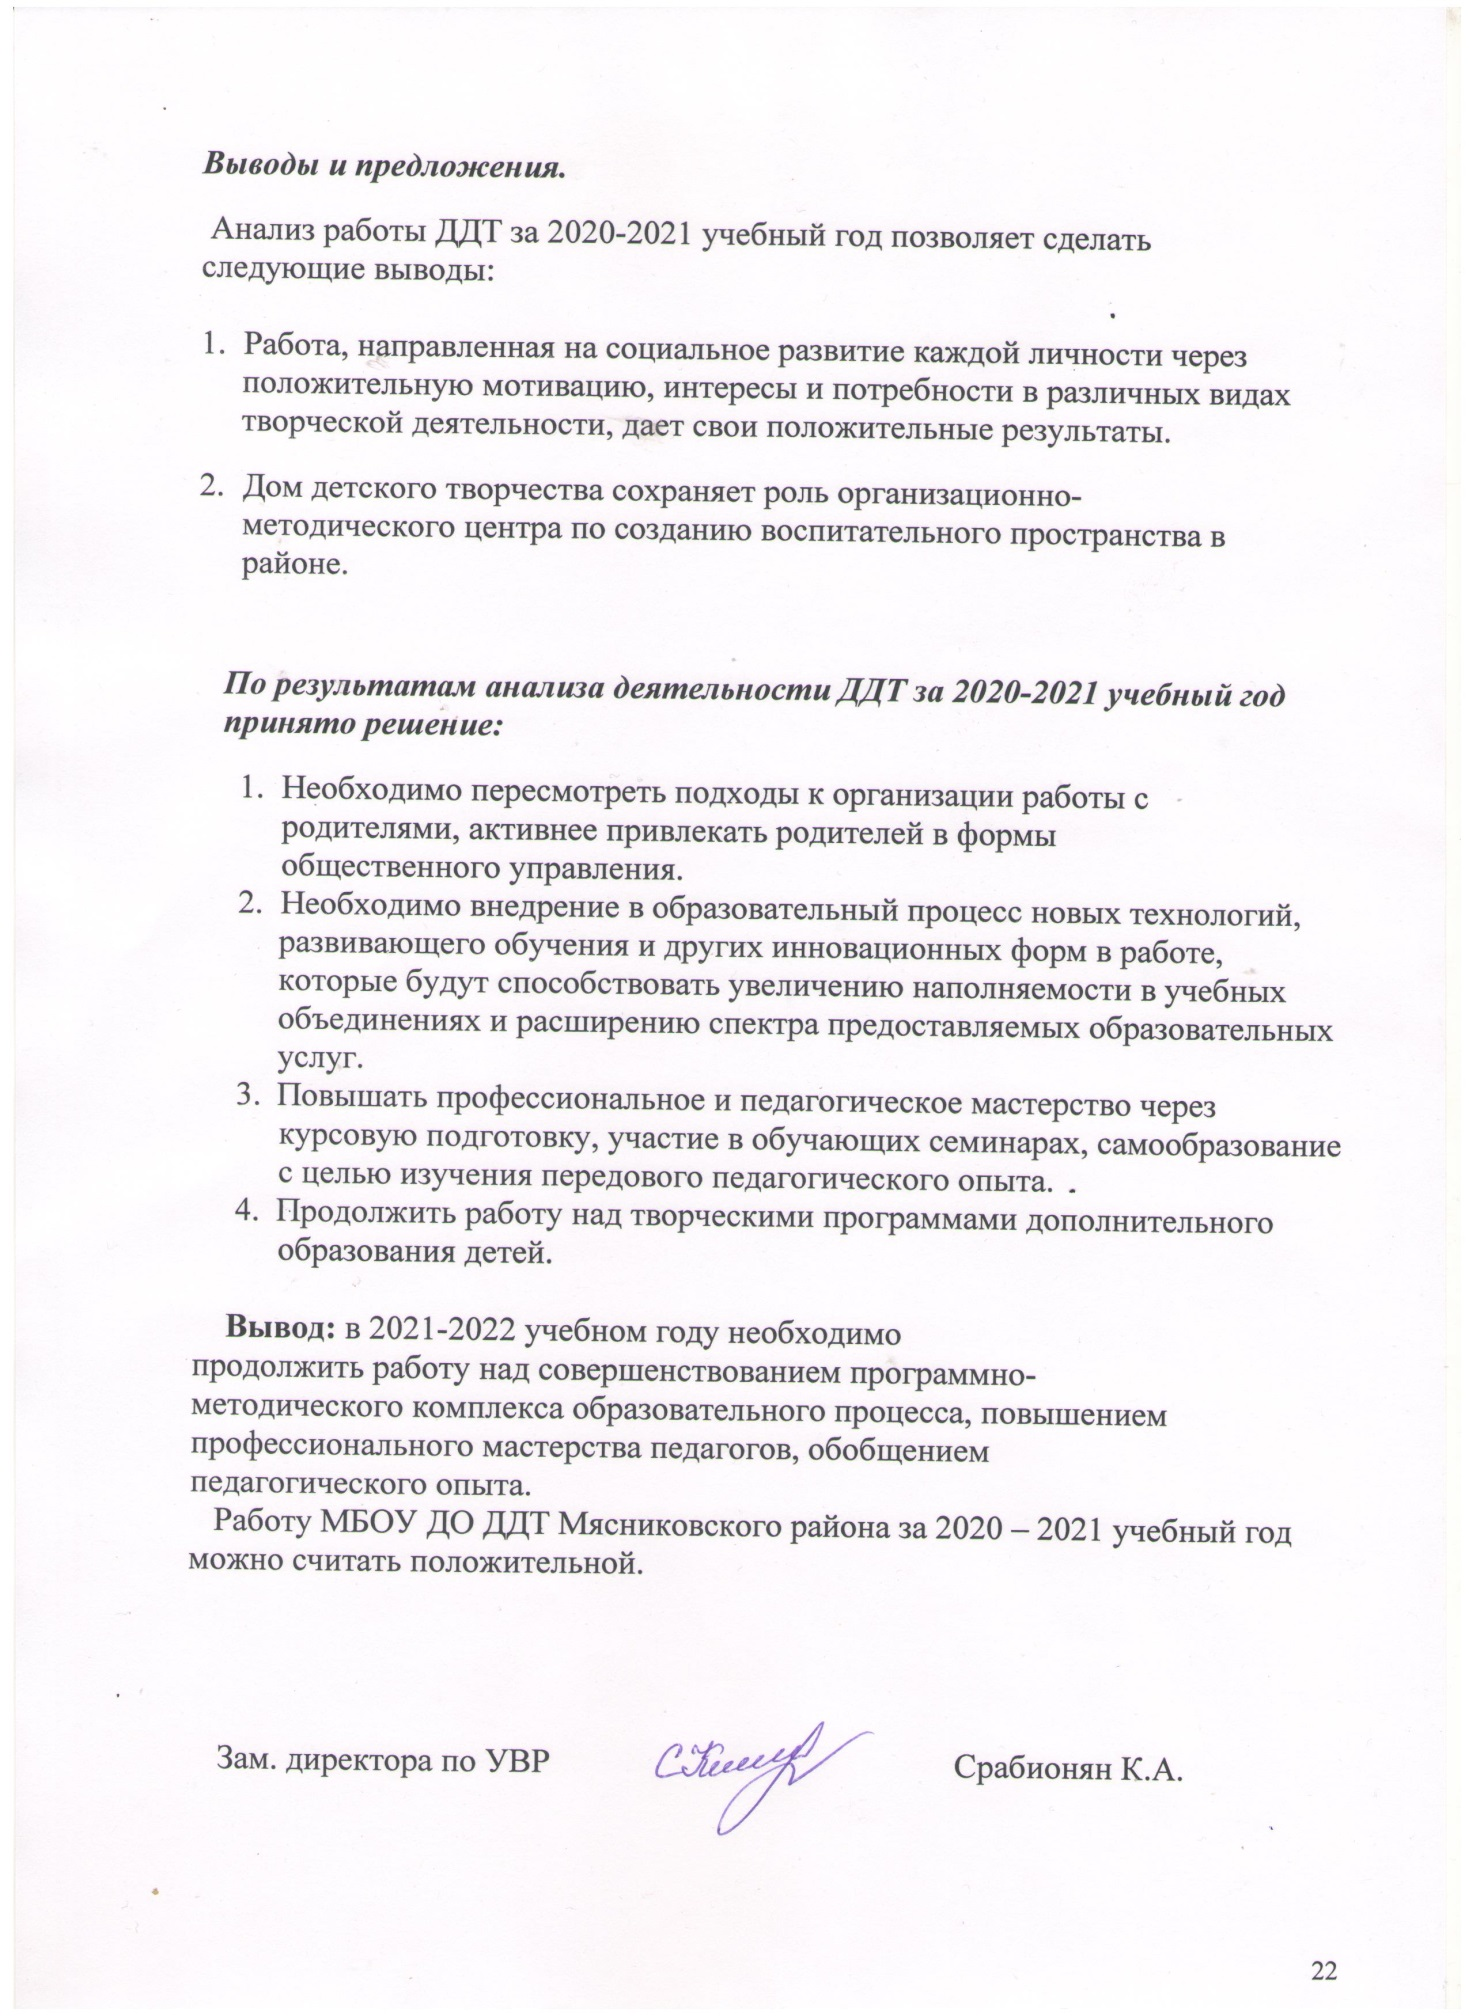 Выводы и предложения.
Анализ работы ДДТ за 2020-2021 учебный год позволяет сделать
следующие выводы:
1. Работа, направленная на социальное развитие каждой личности через
положительную мотивацию, интересы и потребности в различных видах
творческой деятельности, дает свои положительные результаты.
2. Дом детского творчества сохраняет роль организационно-
методического центра по созданию воспитательного пространства в
районе.
По результатам анализа деятельности ДДТ за 2020-2021 учебный год
принято решение:
1. Необходимо пересмотреть подходы к организации работы с
родителями, активнее привлекать родителей в формы
общественного управления.
2. Необходимо внедрение в образовательный процесс новых технологий,
развивающего обучения и других инновационных форм в работе,
которые будут способствовать увеличению наполняемости в учебных
объединениях и расширению спектра предоставляемых образовательных
услуг.
3. Повышать профессиональное и педагогическое мастерство через
курсовую подготовку, участие в обучающих семинарах, самообразование
с целью изучения передового педагогического опыта. .
4. Продолжить работу над творческими программами дополнительного
образования детей.
Вывод: в 2021-2022 учебном году необходимо
продолжить работу над совершенствованием программно-
методического комплекса образовательного процесса, повышением
профессионального мастерства педагогов, обобщением
педагогического опыта.
Работу МБОУ ДО ДДТ Мясниковского района за 2020 – 2021 учебный год
можно считать положительной.
Зам. директора по УВР Срабионян К.А.
22